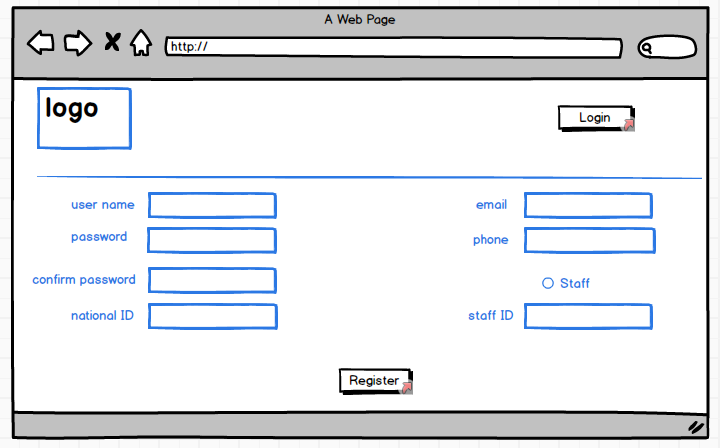 A Web Page
http://
logo
Login
user name
email
password
phone
confirm password
Staff
national ID
staff ID
Register